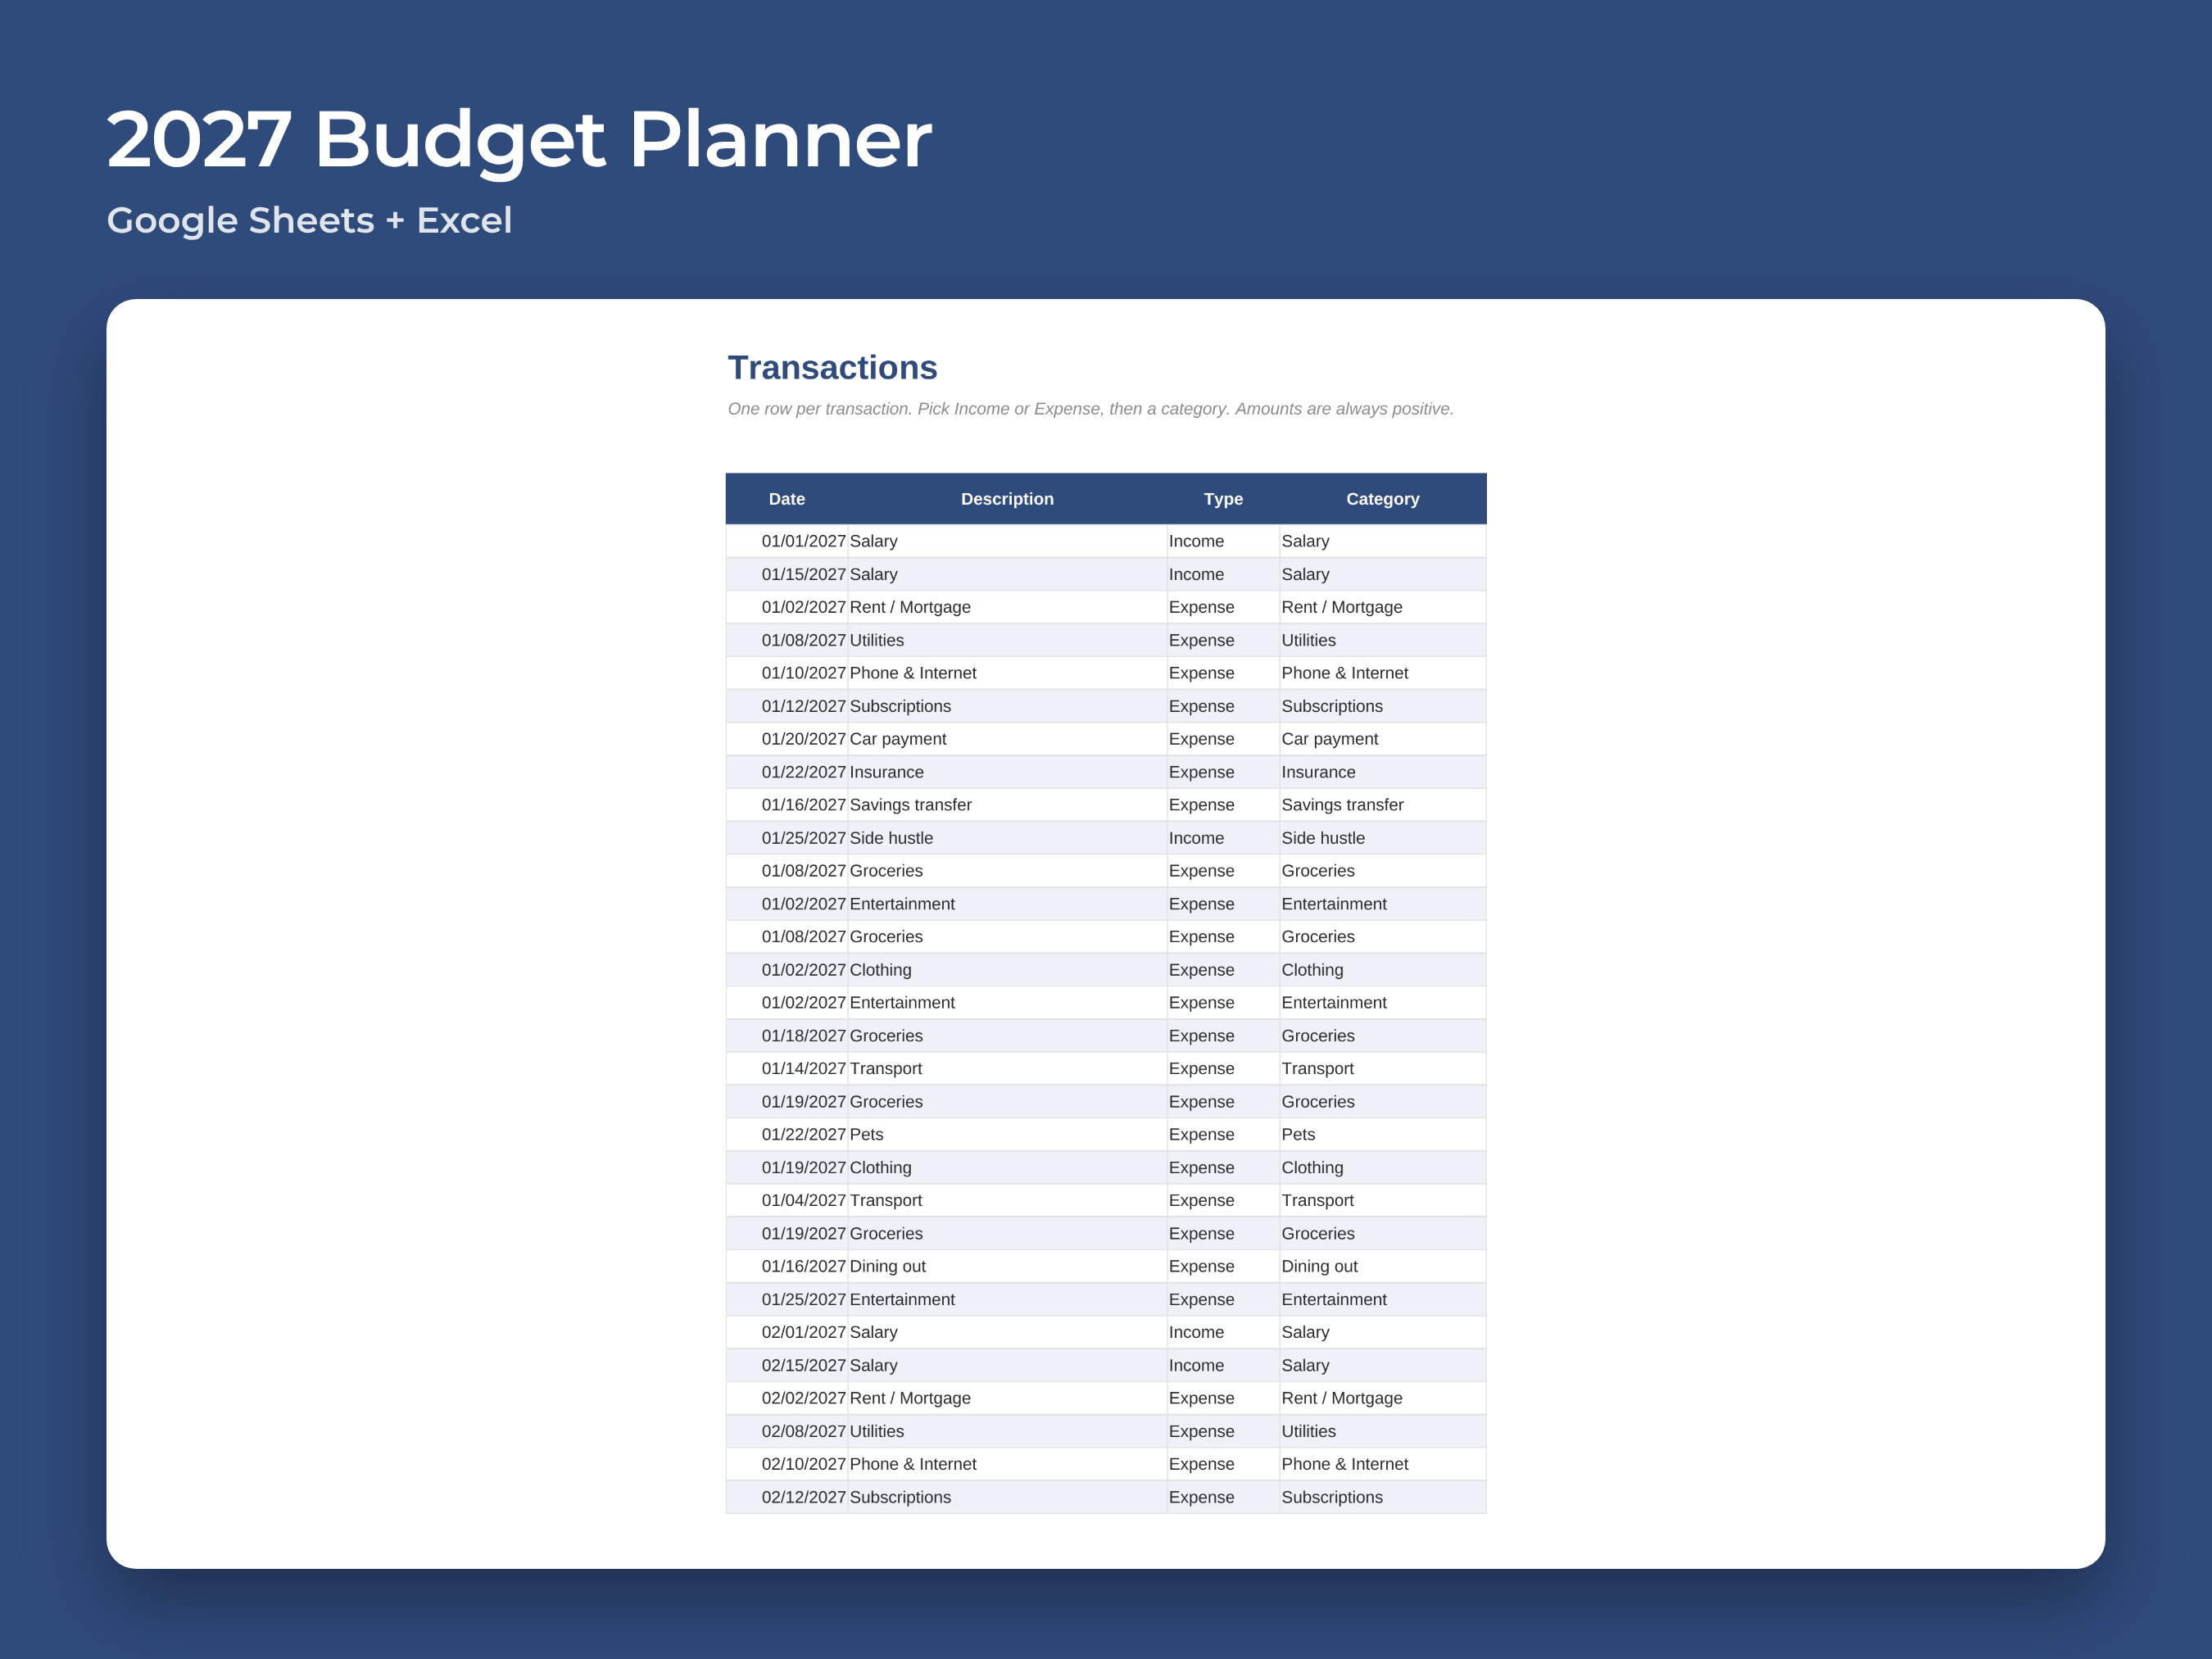 2027 Budget Planner
Google Sheets + Excel
Transactions
One row per transaction. Pick Income or Expense, then a category. Amounts are always positive.
Date Description Type Category
01/01/2027 Salary Income Salary
01/15/2027 Salary Income Salary
01/02/2027 Rent / Mortgage Expense Rent / Mortgage
01/08/2027 Utilities Expense Utilities
01/10/2027 Phone & Internet Expense Phone & Internet
01/12/2027 Subscriptions Expense Subscriptions
01/20/2027 Car payment Expense Car payment
01/22/2027 Insurance Expense Insurance
01/16/2027 Savings transfer Expense Savings transfer
01/25/2027 Side hustle Income Side hustle
01/08/2027 Groceries Expense Groceries
01/02/2027 Entertainment Expense Entertainment
01/08/2027 Groceries Expense Groceries
01/02/2027 Clothing Expense Clothing
01/02/2027 Entertainment Expense Entertainment
01/18/2027 Groceries Expense Groceries
01/14/2027 Transport Expense Transport
01/19/2027 Groceries Expense Groceries
01/22/2027 Pets Expense Pets
01/19/2027 Clothing Expense Clothing
01/04/2027 Transport Expense Transport
01/19/2027 Groceries Expense Groceries
01/16/2027 Dining out Expense Dining out
01/25/2027 Entertainment Expense Entertainment
02/01/2027 Salary Income Salary
02/15/2027 Salary Income Salary
02/02/2027 Rent / Mortgage Expense Rent / Mortgage
02/08/2027 Utilities Expense Utilities
02/10/2027 Phone & Internet Expense Phone & Internet
02/12/2027 Subscriptions Expense Subscriptions